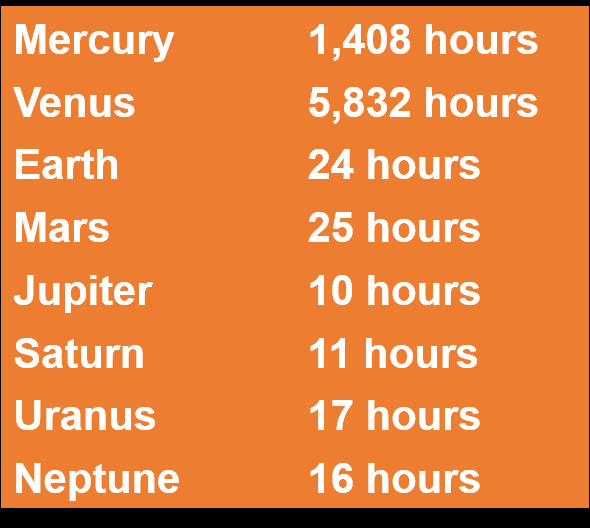 Mercury 1,408 hours
Venus 5,832 hours
Earth 24 hours
Mars 25 hours
Jupiter 10 hours
Saturn 11 hours
Uranus 17 hours
Neptune 16 hours